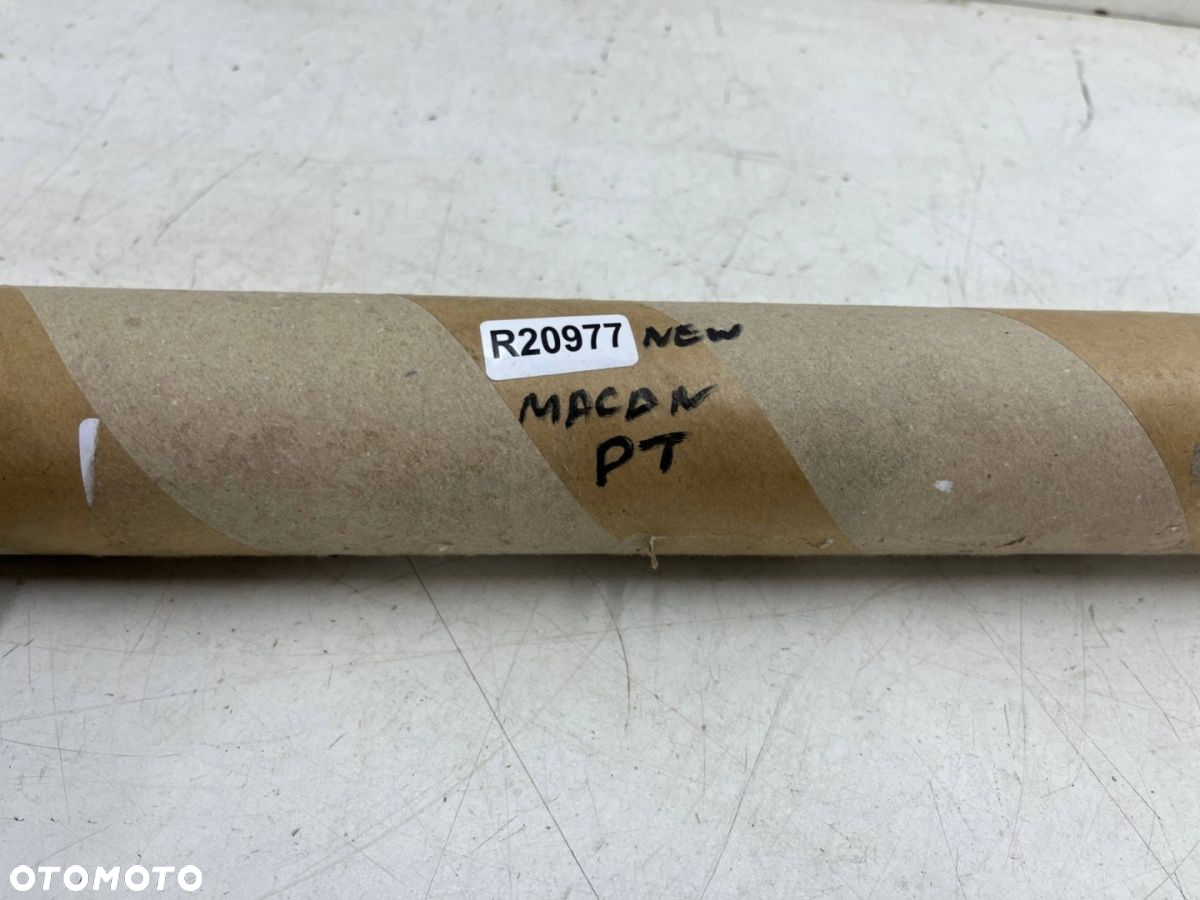 R20977 NEW
MACAN
PT
OTOMOTO